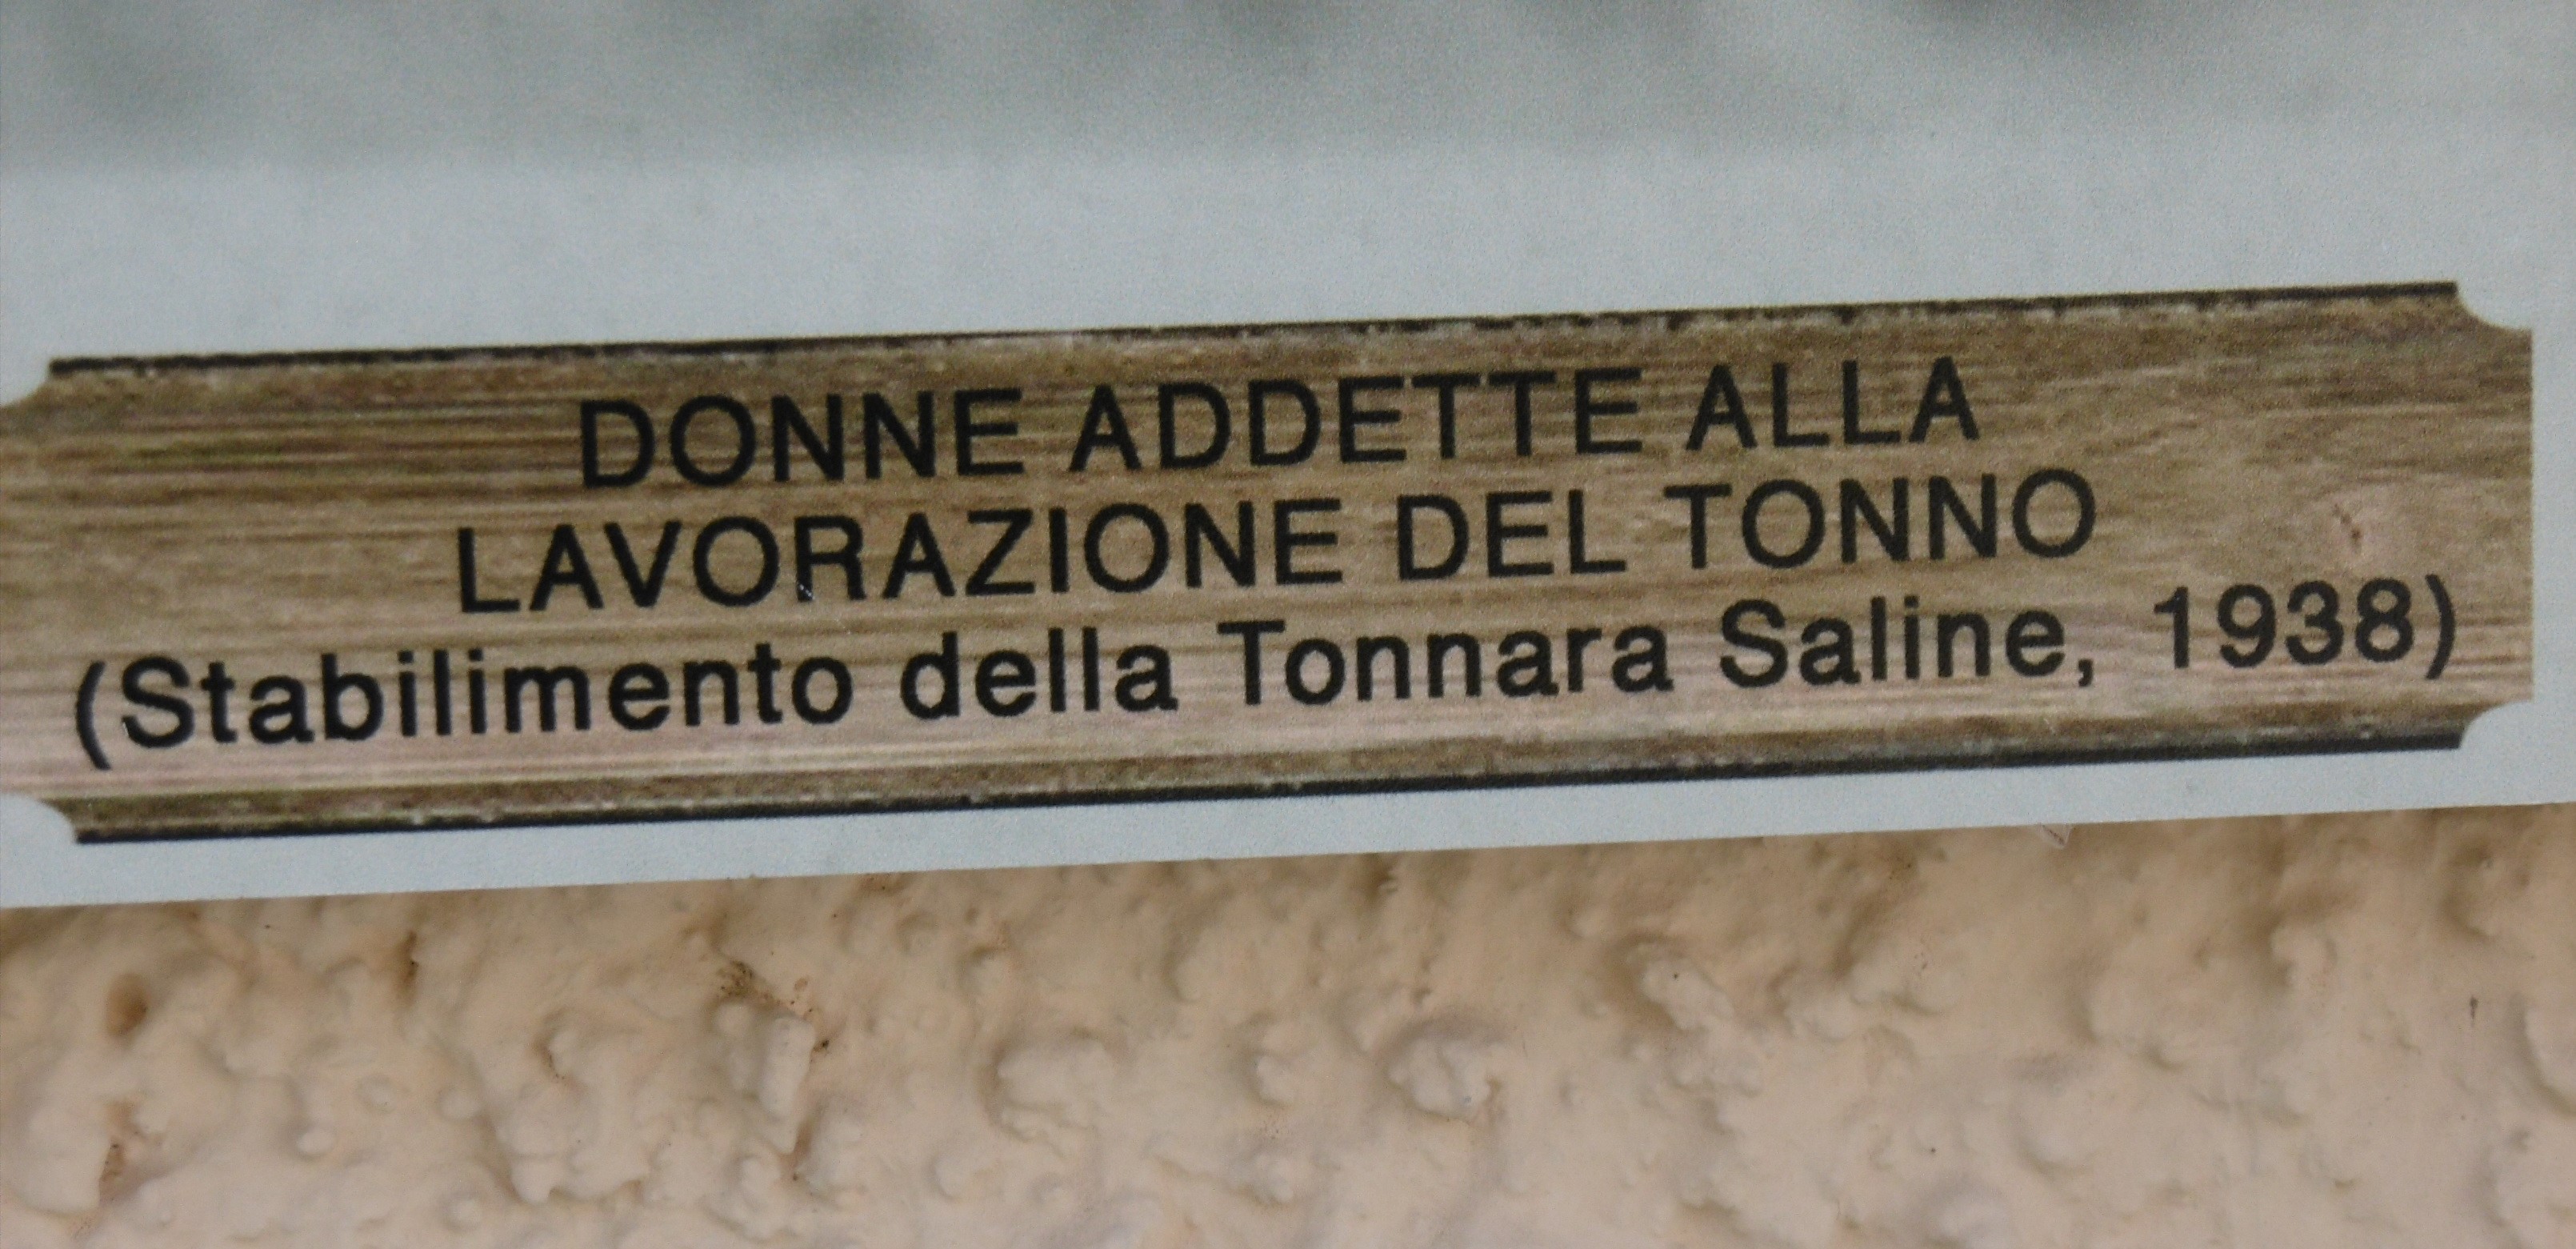 DONNE ADDETTE ALLA
LAVORAZIONE DEL TONNO
(Stabilimento della Tonnara Saline, 1938)